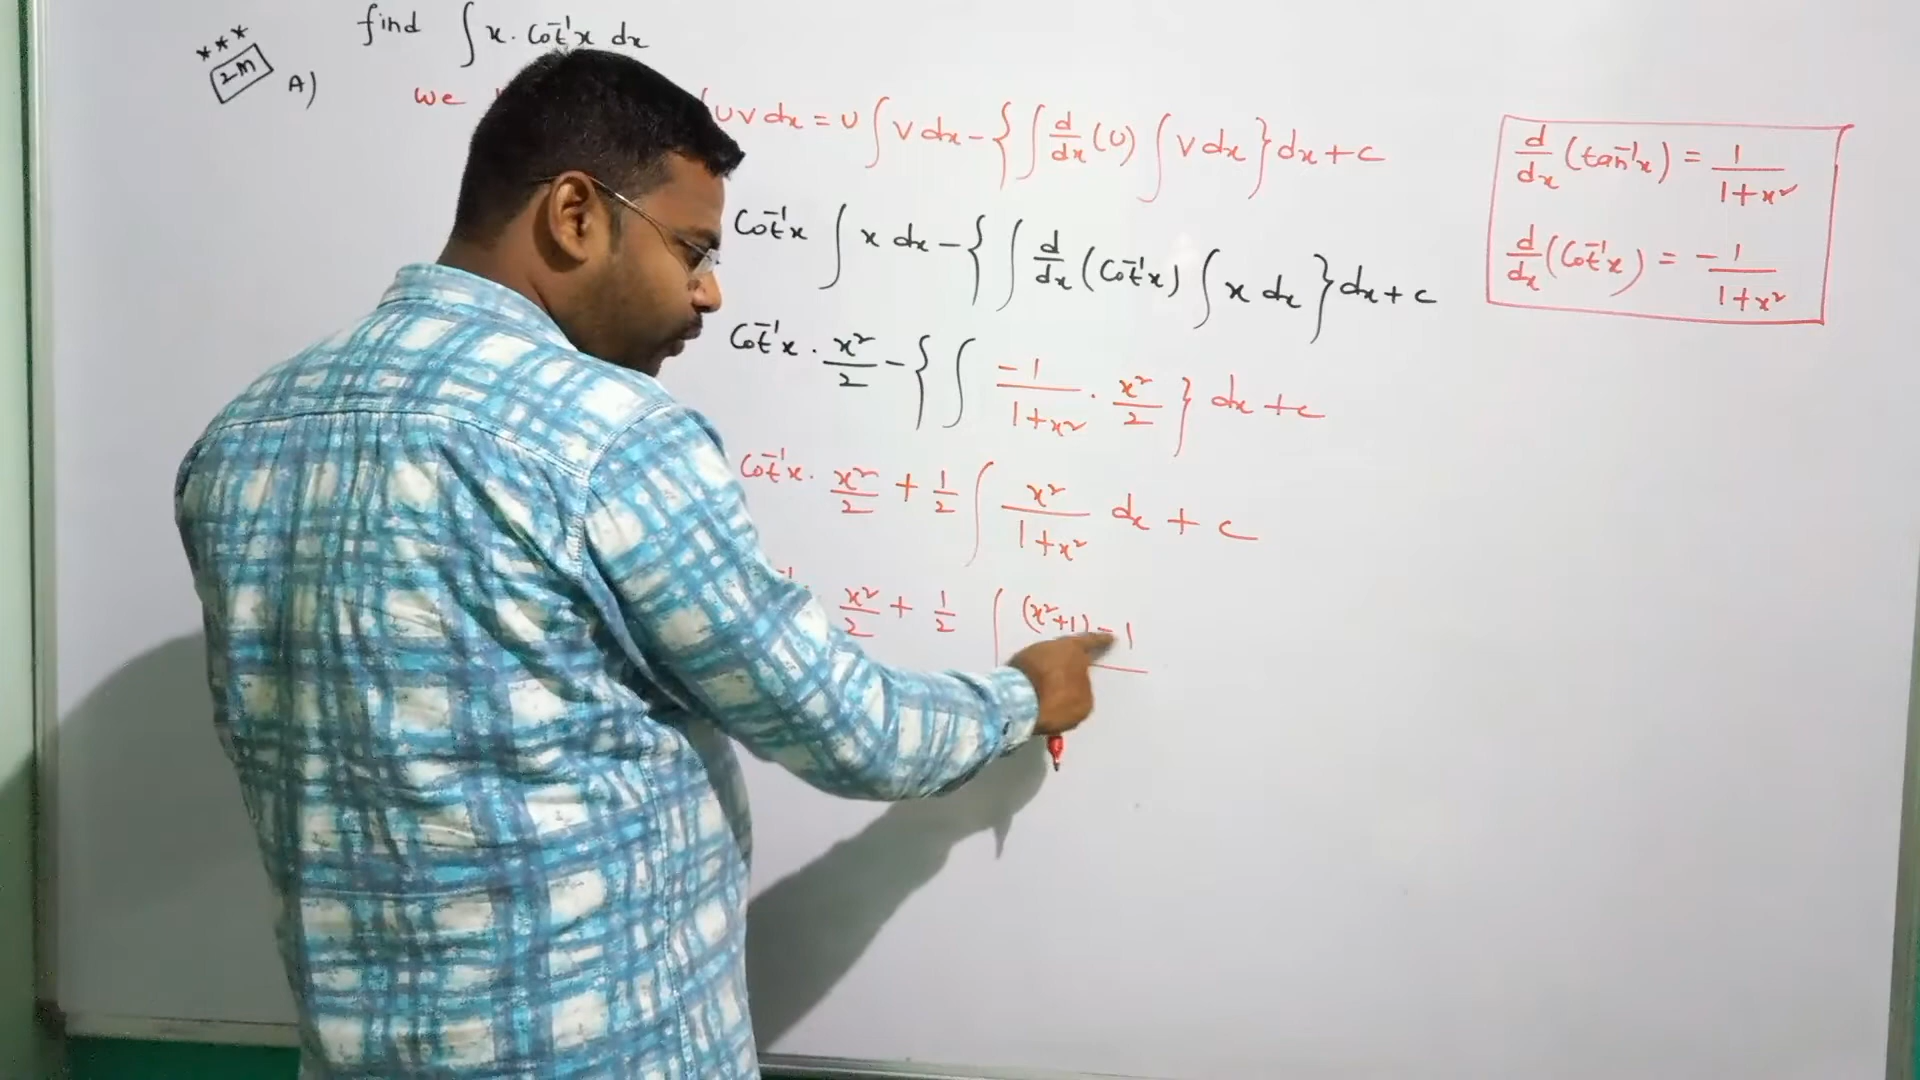 find ∫ x. Cot⁻¹x dx
***
2M
A)
we
∫uv dx = u ∫v dx - { ∫ d/dx (u) ∫ v dx } dx + c
Cot⁻¹x ∫ x dx - { ∫ d/dx (Cot⁻¹x) ∫ x dx } dx + c
Cot⁻¹x . x²/2 - { ∫ -1/1+x² . x²/2 } dx + c
Cot⁻¹x . x²/2 + 1/2 ∫ x²/1+x² dx + c
x²/2 + 1/2 ∫ (x²+1) - 1
d/dx (tan⁻¹x) = 1/1+x²
d/dx (Cot⁻¹x) = -1/1+x²